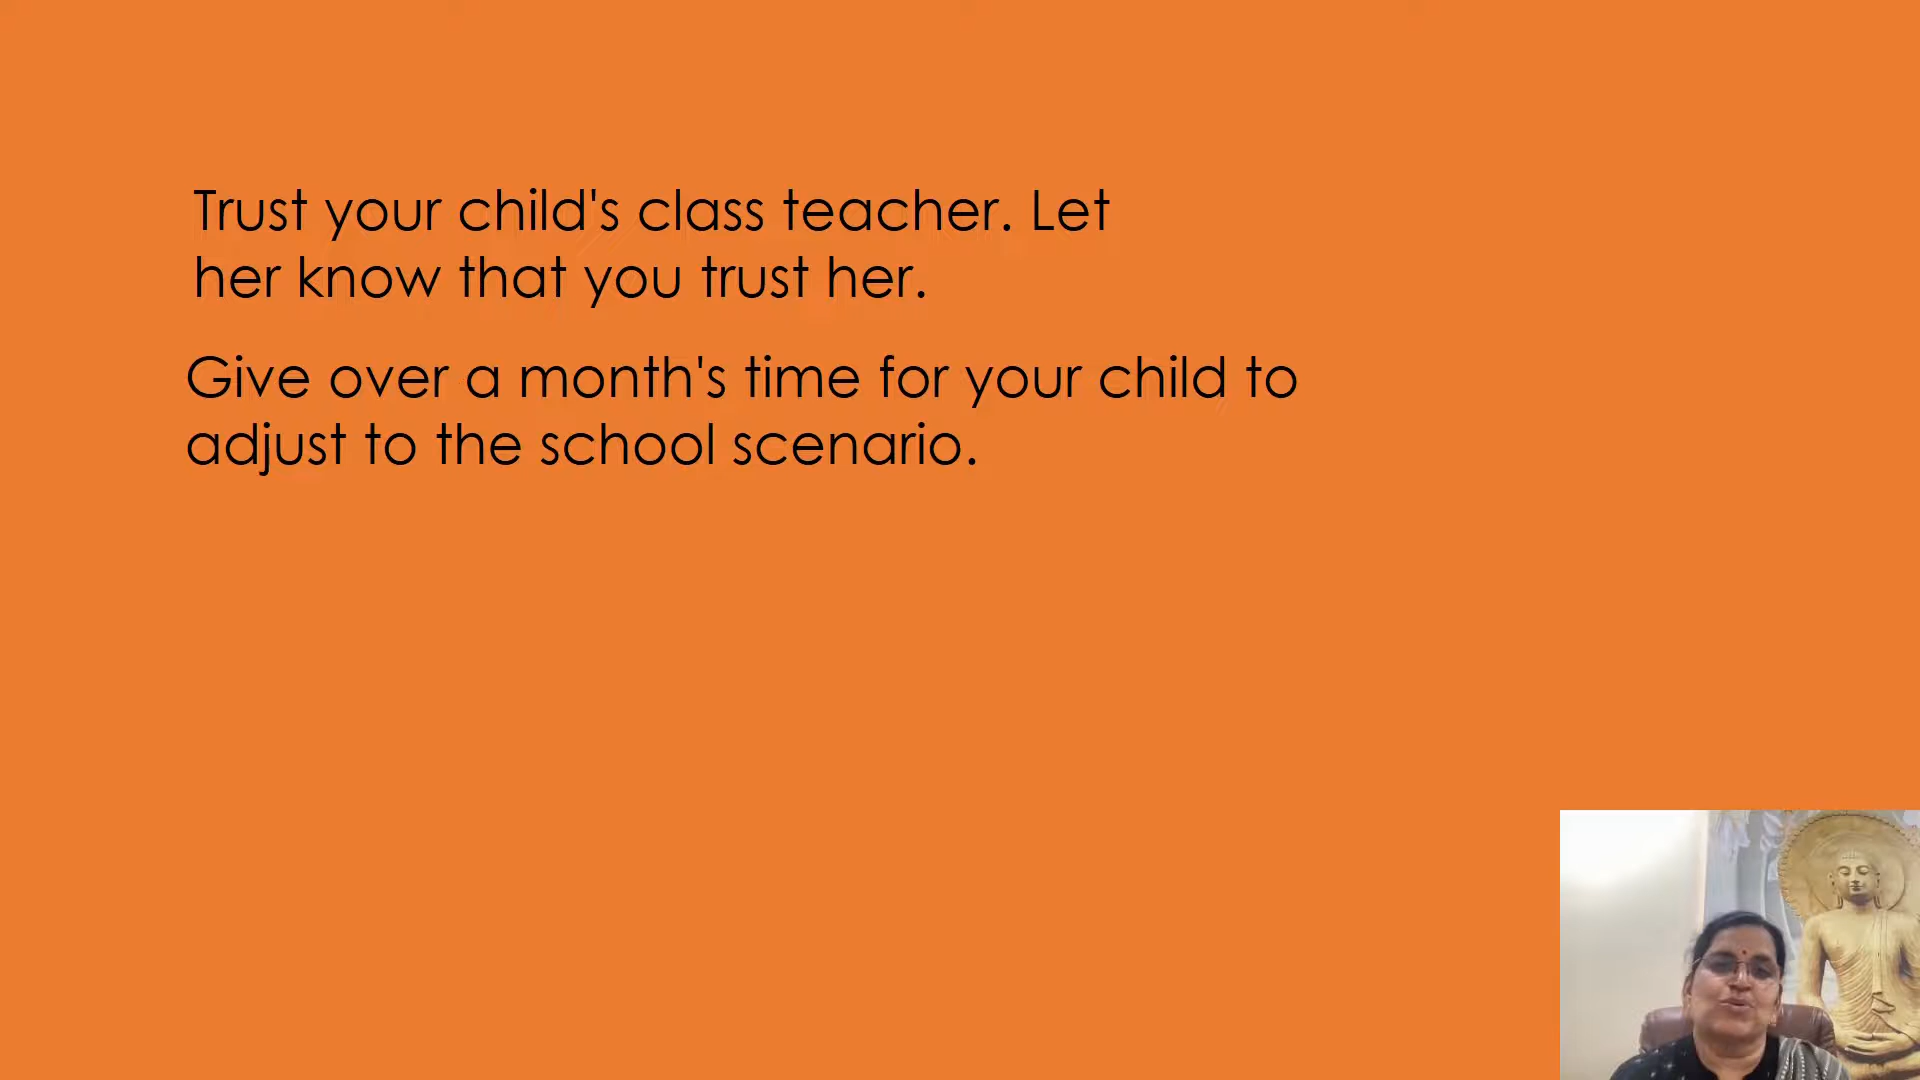 Trust your child's class teacher. Let
her know that you trust her.
Give over a month's time for your child to
adjust to the school scenario.